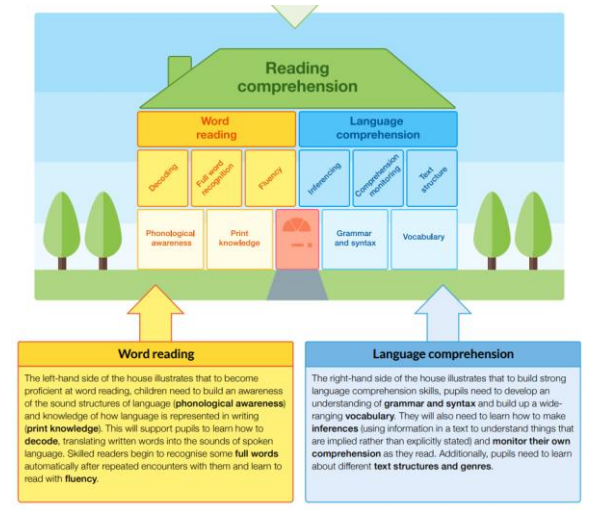 Reading
comprehension
Word
reading
Language
comprehension
Decoding
Full word
recognition
Fluency
Inferencing
Comprehension
monitoring
Text
structure
Phonological
awareness
Print
knowledge
Grammar
and syntax
Vocabulary
Word reading
The left-hand side of the house illustrates that to become
proficient at word reading, children need to build an awareness
of the sound structures of language (phonological awareness)
and knowledge of how language is represented in writing
(print knowledge). This will support pupils to learn how to
decode, translating written words into the sounds of spoken
language. Skilled readers begin to recognise some full words
automatically after repeated encounters with them and learn to
read with fluency.
Language comprehension
The right-hand side of the house illustrates that to build strong
language comprehension skills, pupils need to develop an
understanding of grammar and syntax and build up a wide-
ranging vocabulary. They will also need to learn how to make
inferences (using information in a text to understand things that
are implied rather than explicitly stated) and monitor their own
comprehension as they read. Additionally, pupils need to learn
about different text structures and genres.